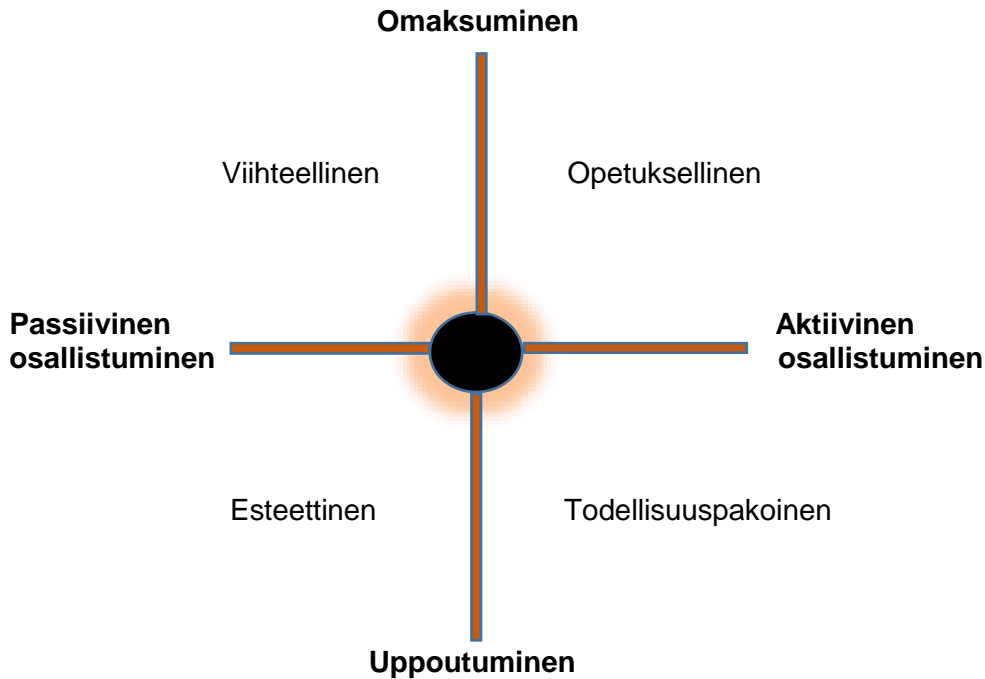 Omaksuminen
Viihteellinen
Opetuksellinen
Passiivinen
osallistuminen
Aktiivinen
osallistuminen
Esteettinen
Todellisuuspakoinen
Uppoutuminen